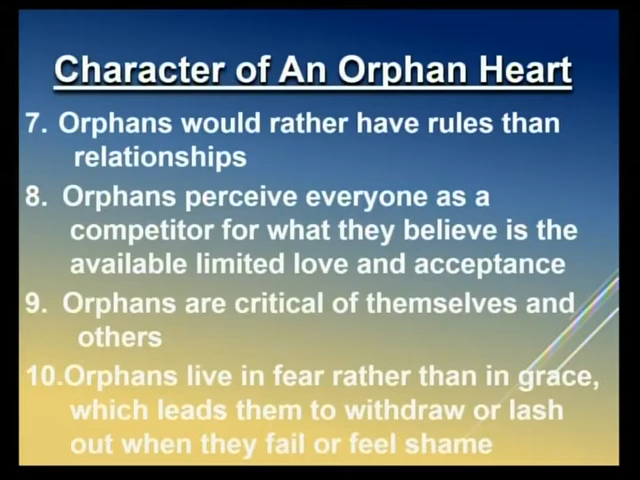 Character of An Orphan Heart
7. Orphans would rather have rules than
relationships
8. Orphans perceive everyone as a
competitor for what they believe is the
available limited love and acceptance
9. Orphans are critical of themselves and
others
10.Orphans live in fear rather than in grace,
which leads them to withdraw or lash
out when they fail or feel shame